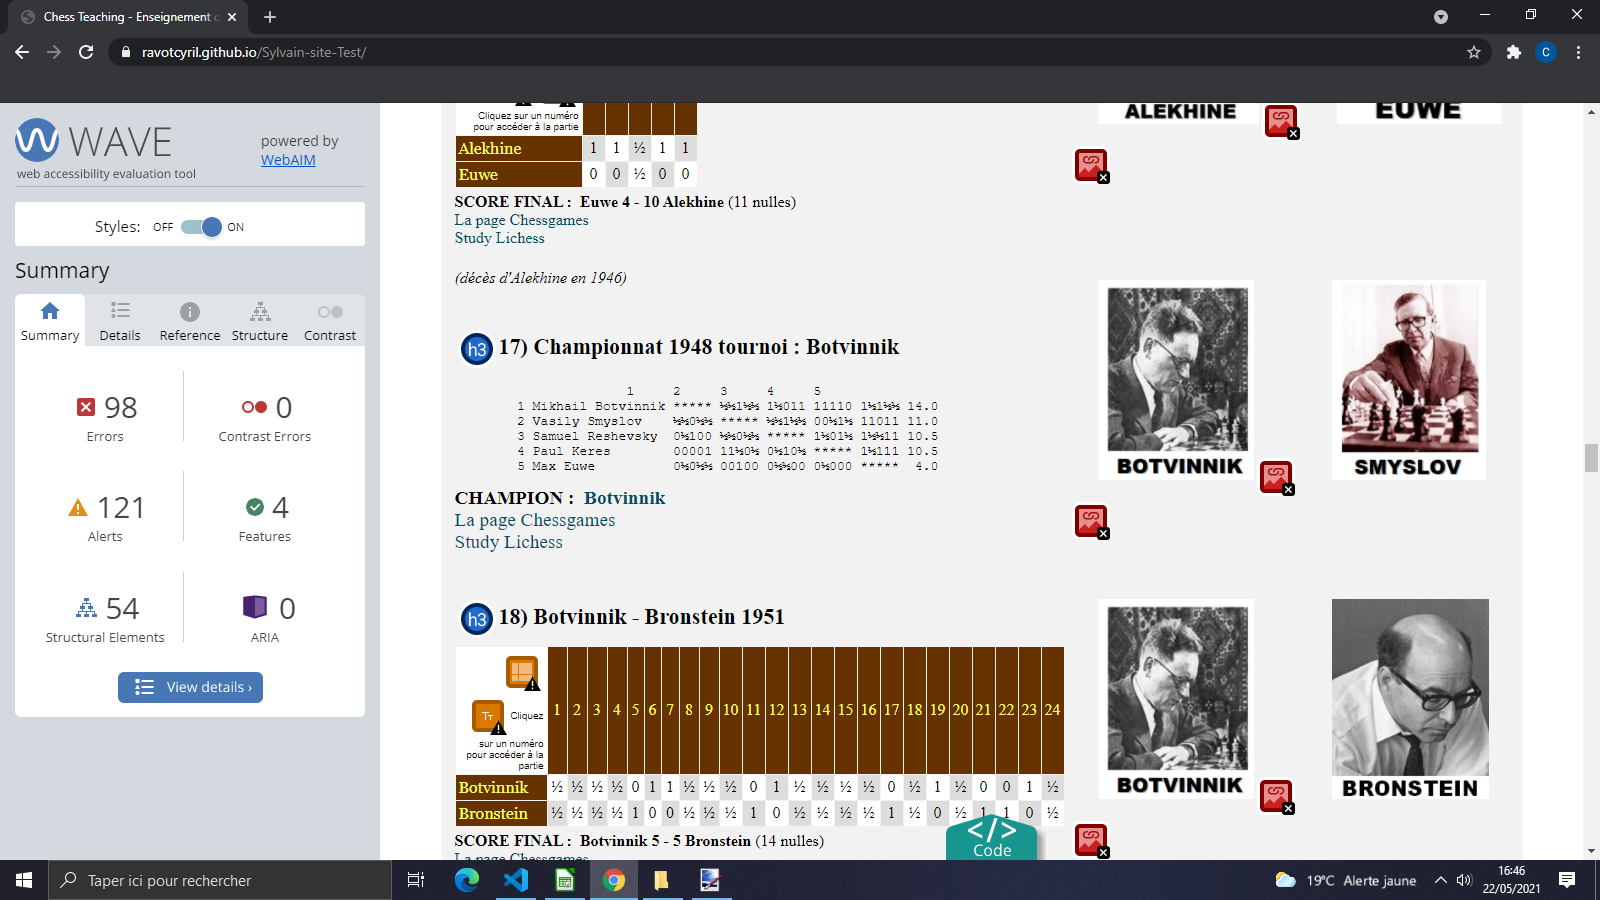 Chess Teaching - Enseignement
ravotcyril.github.io/Sylvain-site-Test/
C
WAVE
web accessibility evaluation tool
powered by
WebAIM
Styles: OFF ON
Summary
Summary Details Reference Structure Contrast
98
Errors
0
Contrast Errors
121
Alerts
4
Features
54
Structural Elements
0
ARIA
View details ›
Cliquez sur un numéro
pour accéder à la partie
Alekhine 1 1 ½ 1 1
Euwe 0 0 ½ 0 0
SCORE FINAL : Euwe 4 - 10 Alekhine (11 nulles)
La page Chessgames
Study Lichess
(décès d'Alekhine en 1946)
ALEKHINE
EUWE
h3 17) Championnat 1948 tournoi : Botvinnik
1 2 3 4 5
1 Mikhail Botvinnik ***** ½½1½½ 1½011 11110 1½1½½ 14.0
2 Vasily Smyslov ½½0½½ ***** ½½1½½ 00½1½ 11011 11.0
3 Samuel Reshevsky 0½100 ½½0½½ ***** 1½01½ 1½½11 10.5
4 Paul Keres 00001 11½0½ 0½10½ ***** 1½111 10.5
5 Max Euwe 0½0½½ 00100 0½½00 0½000 ***** 4.0
CHAMPION : Botvinnik
La page Chessgames
Study Lichess
BOTVINNIK
SMYSLOV
h3 18) Botvinnik - Bronstein 1951
Cliquez
sur un numéro
pour accéder à la
partie
1 2 3 4 5 6 7 8 9 10 11 12 13 14 15 16 17 18 19 20 21 22 23 24
Botvinnik ½ ½ ½ ½ 0 1 1 ½ ½ ½ 0 1 ½ ½ ½ ½ 0 ½ 1 ½ 0 0 1 ½
Bronstein ½ ½ ½ ½ 1 0 0 ½ ½ ½ 1 0 ½ ½ ½ ½ 1 ½ 0 ½ 1 1 0 ½
SCORE FINAL : Botvinnik 5 - 5 Bronstein (14 nulles)
La page Chessgames
BOTVINNIK
BRONSTEIN
</>
Code
Taper ici pour rechercher
19°C Alerte jaune
16:46
22/05/2021